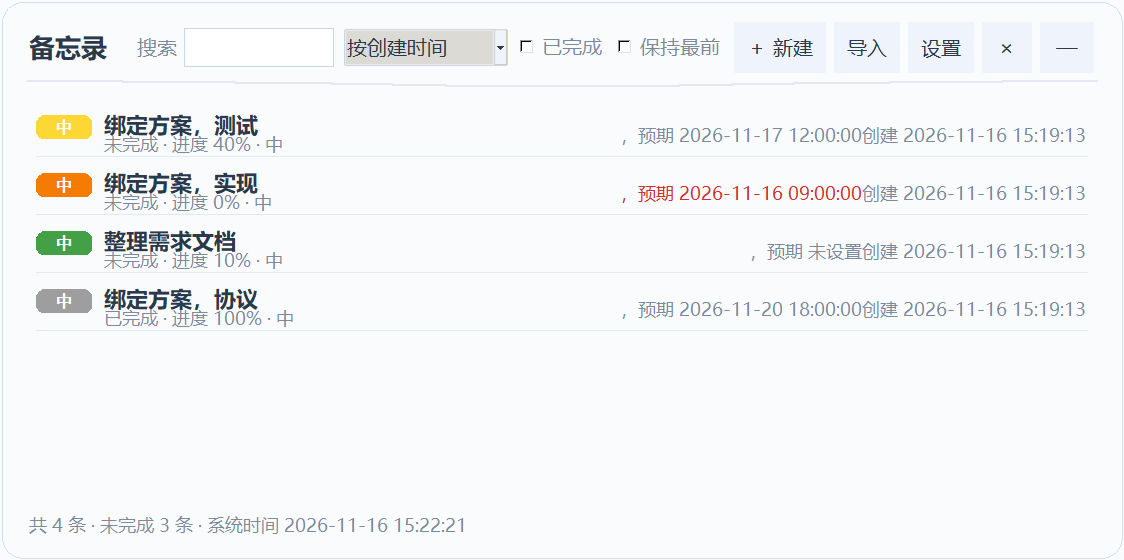 备忘录 搜索 按创建时间 已完成 保持最前 + 新建 导入 设置 × —
中 绑定方案，测试
未完成 · 进度 40% · 中 ，预期 2026-11-17 12:00:00创建 2026-11-16 15:19:13
中 绑定方案，实现
未完成 · 进度 0% · 中 ，预期 2026-11-16 09:00:00创建 2026-11-16 15:19:13
中 整理需求文档
未完成 · 进度 10% · 中 ，预期 未设置创建 2026-11-16 15:19:13
中 绑定方案，协议
已完成 · 进度 100% · 中 ，预期 2026-11-20 18:00:00创建 2026-11-16 15:19:13
共 4 条 · 未完成 3 条 · 系统时间 2026-11-16 15:22:21